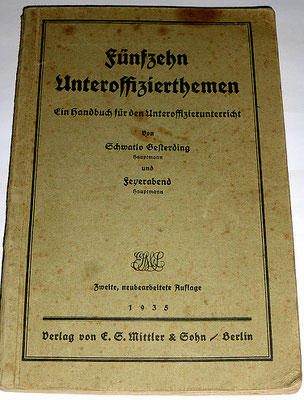 Fünfzehn
Unteroffizierthemen
Ein Handbuch für den Unteroffizierunterricht
Von
Schwatlo Gesterding
Hauptmann
und
Feyerabend
Hauptmann
Zweite, neubearbeitete Auflage
1935
Verlag von E. S. Mittler & Sohn / Berlin